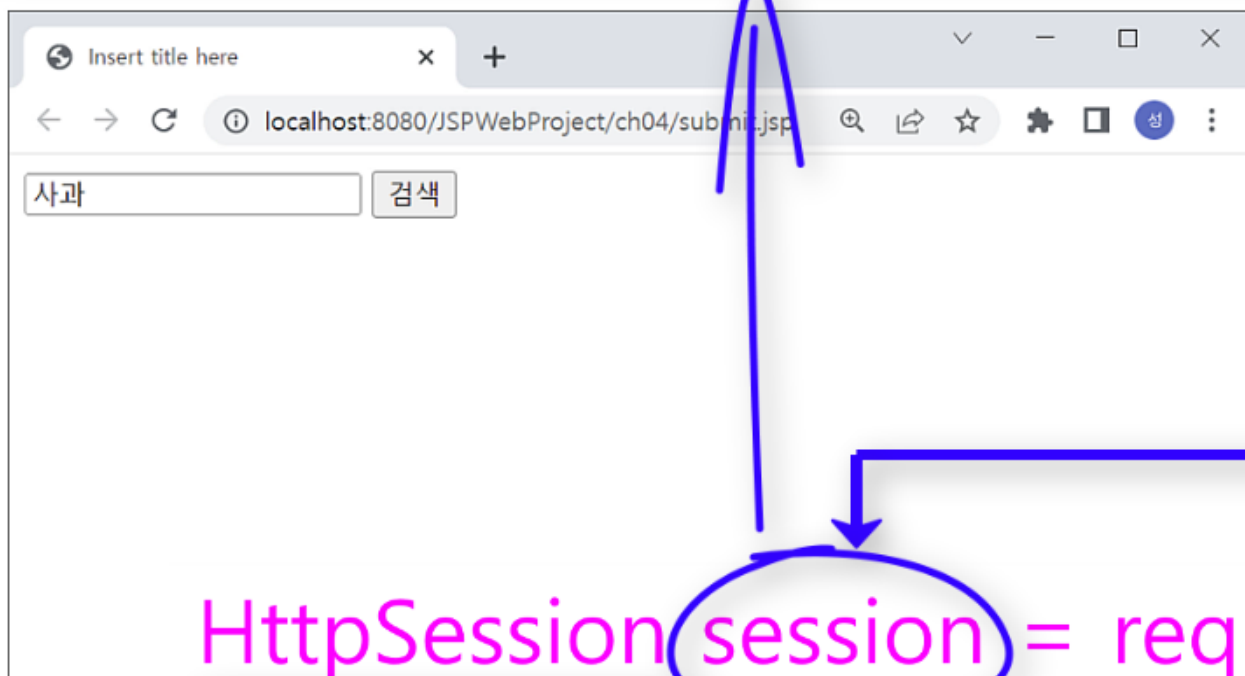 Insert title here
localhost:8080/JSPWebProject/ch04/submit.jsp
성
사과 검색
HttpSession session = req